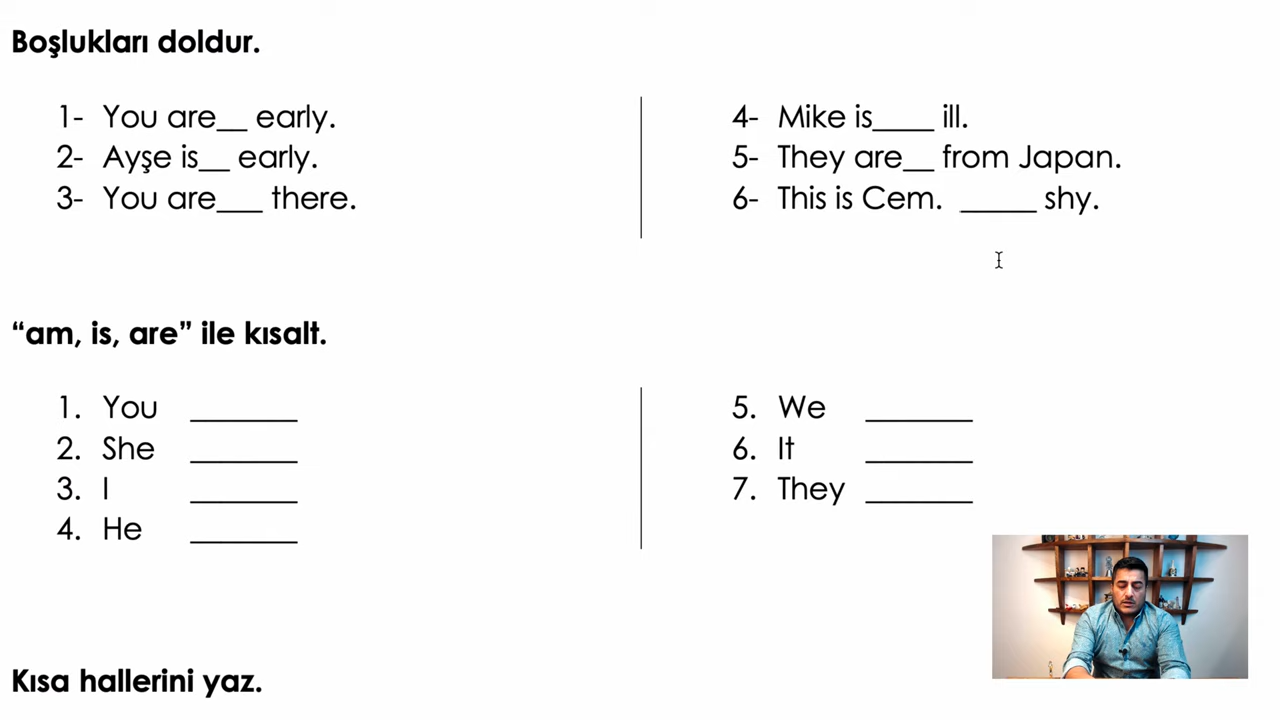 Boşlukları doldur.
1- You are__ early.
2- Ayşe is__ early.
3- You are___ there.
4- Mike is____ ill.
5- They are__ from Japan.
6- This is Cem. _____ shy.
“am, is, are” ile kısalt.
1. You _______
2. She _______
3. I _______
4. He _______
5. We _______
6. It _______
7. They _______
Kısa hallerini yaz.